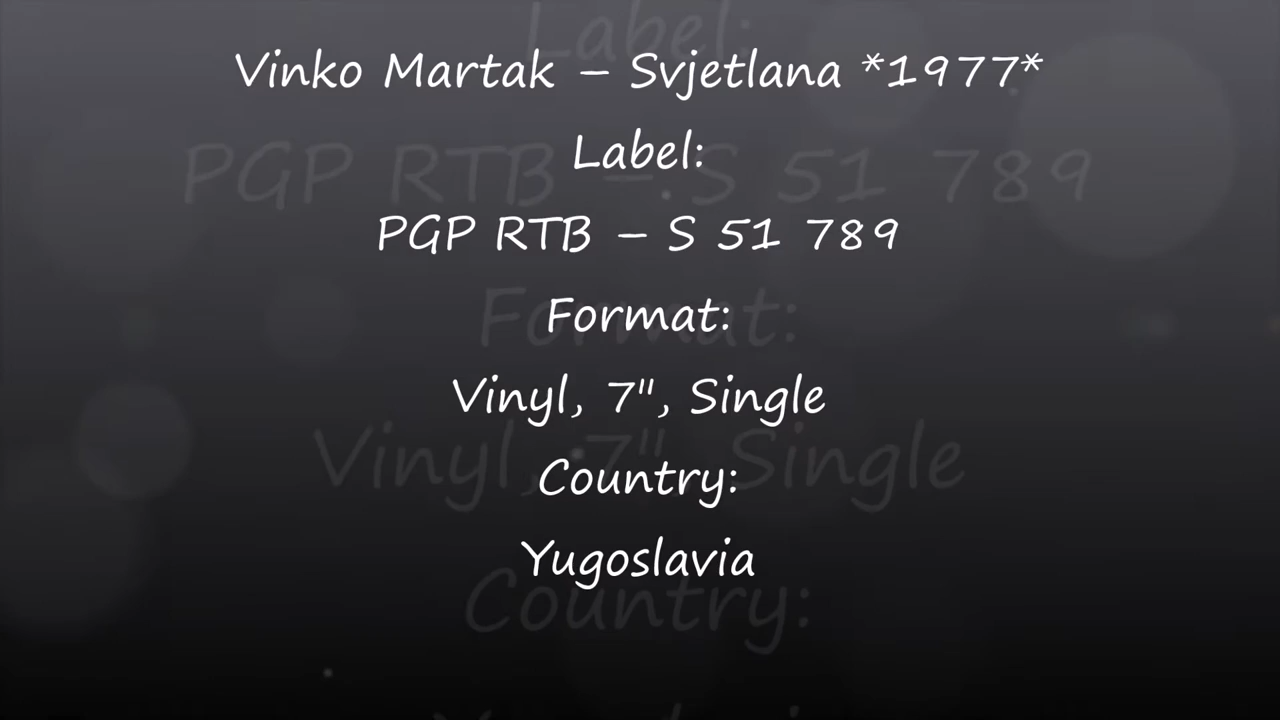 Vinko Martak – Svjetlana *1977*
Label:
PGP RTB – S 51 789
Format:
Vinyl, 7", Single
Country:
Yugoslavia